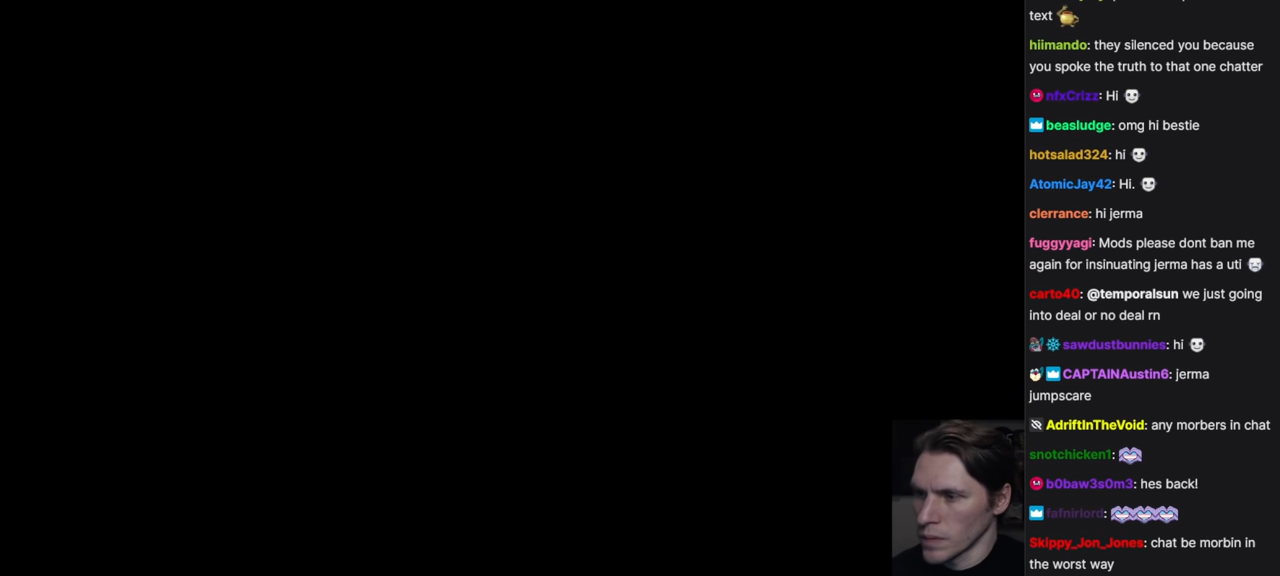 text
hiimando: they silenced you because
you spoke the truth to that one chatter
nfxCrizz: Hi
beasludge: omg hi bestie
hotsalad324: hi
AtomicJay42: Hi.
clerrance: hi jerma
fuggyyagi: Mods please dont ban me
again for insinuating jerma has a uti
carto40: @temporalsun we just going
into deal or no deal rn
sawdustbunnies: hi
CAPTAINAustin6: jerma
jumpscare
AdriftInTheVoid: any morbers in chat
snotchicken1:
b0baw3s0m3: hes back!
fafnirlord:
Skippy_Jon_Jones: chat be morbin in
the worst way